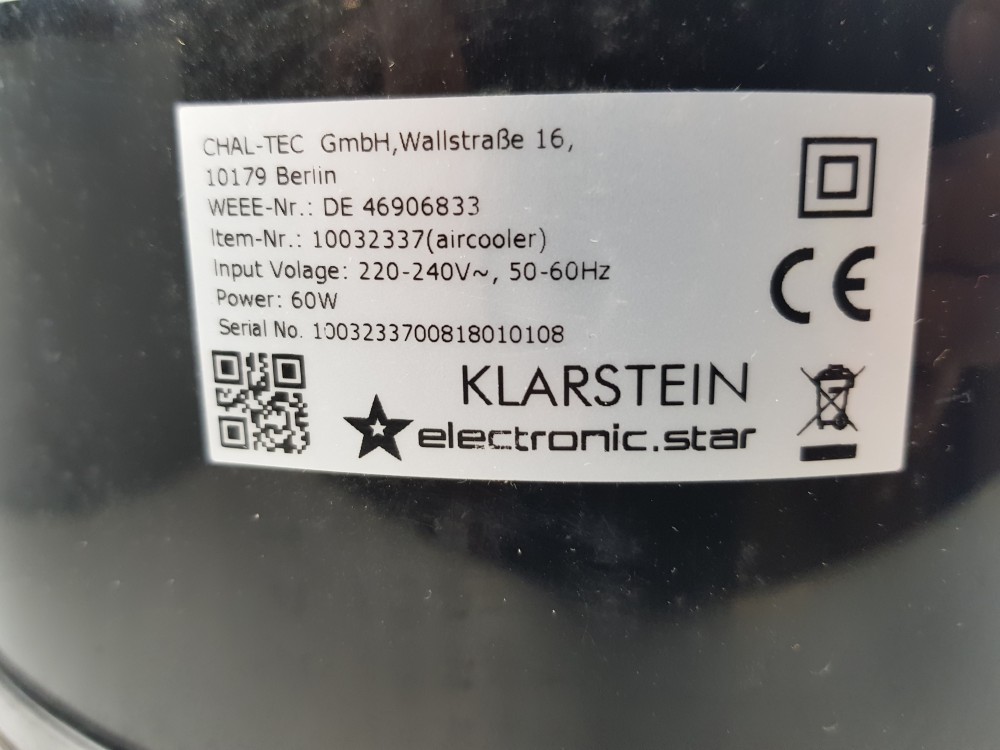 CHAL-TEC GmbH,Wallstraße 16,
10179 Berlin
WEEE-Nr.: DE 46906833
Item-Nr.: 10032337(aircooler)
Input Volage: 220-240V~, 50-60Hz
Power: 60W
Serial No. 1003233700818010108
CE
KLARSTEIN
electronic.star